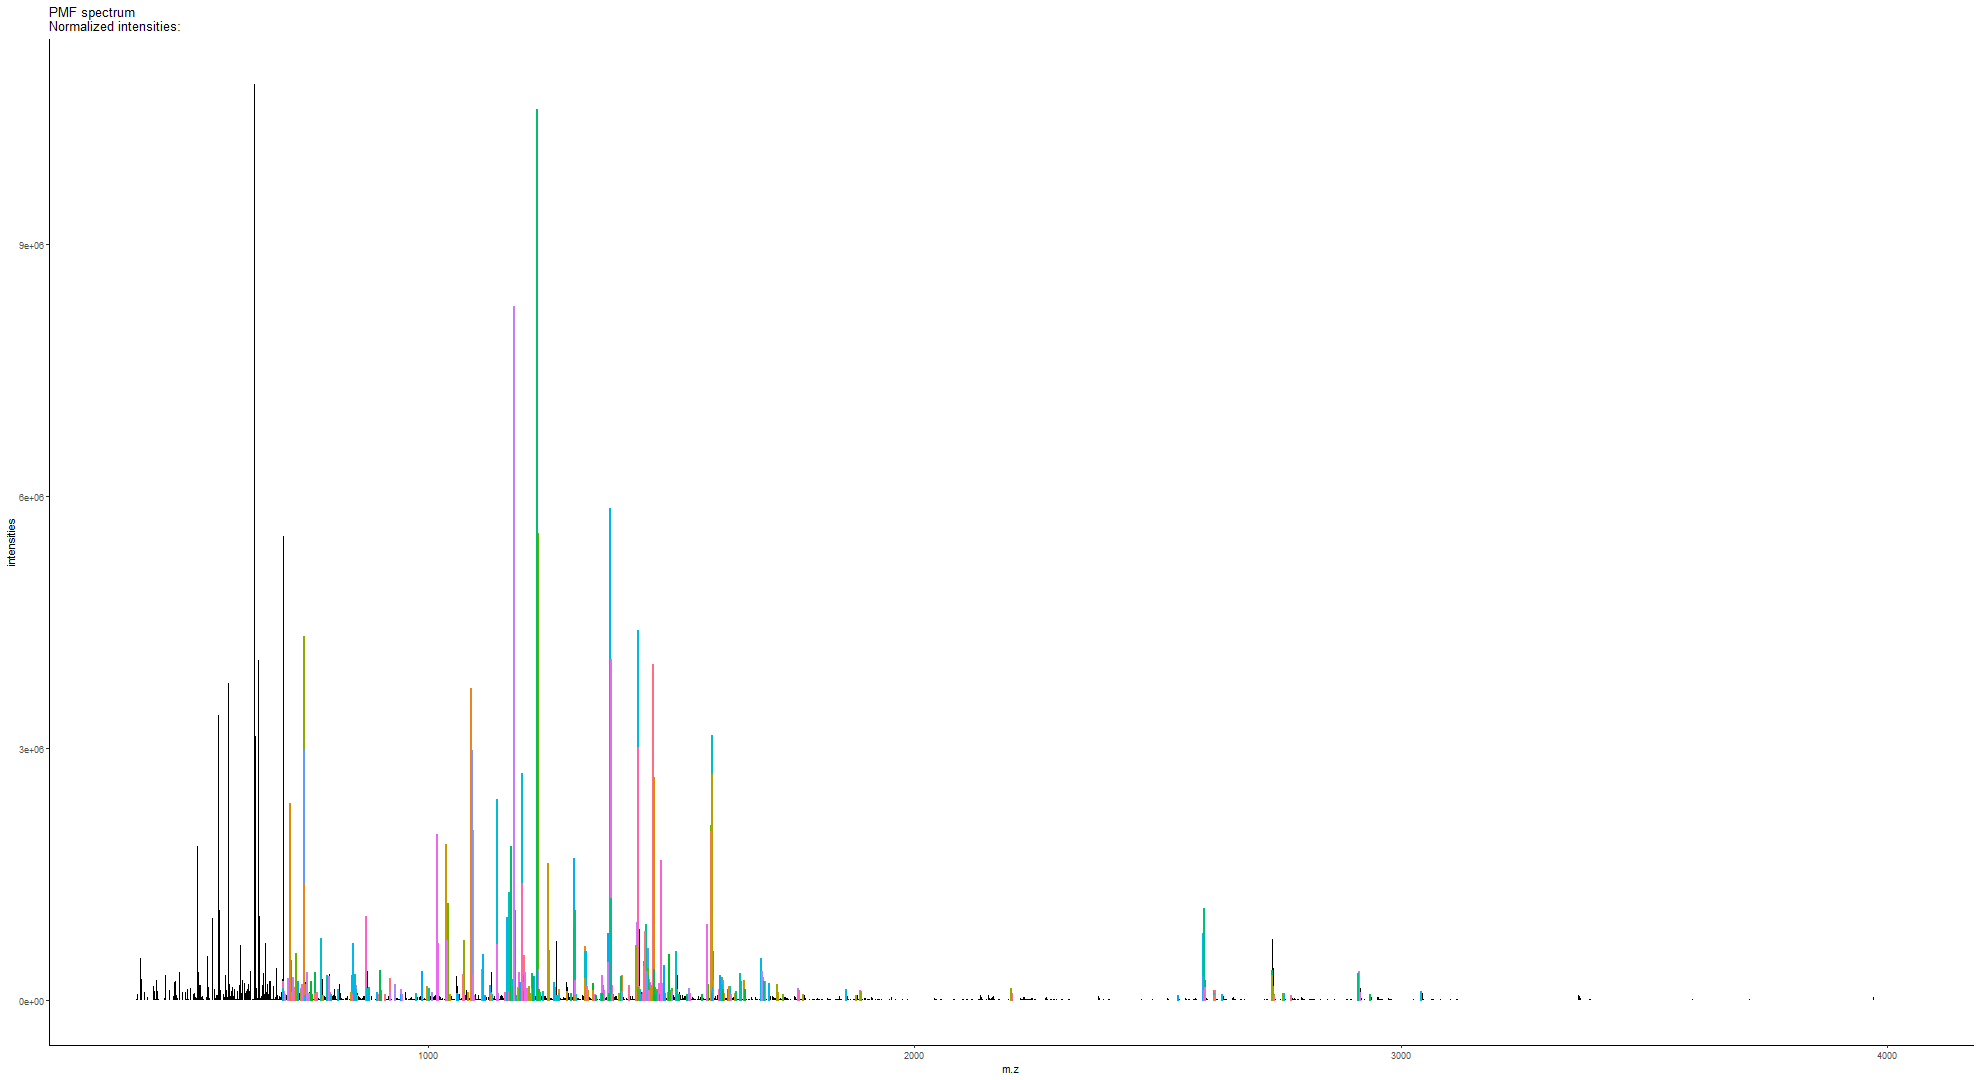 PMF spectrum
Normalized intensities:
9e+06
6e+06
intensities
3e+06
0e+00
1000
2000
3000
4000
m.z